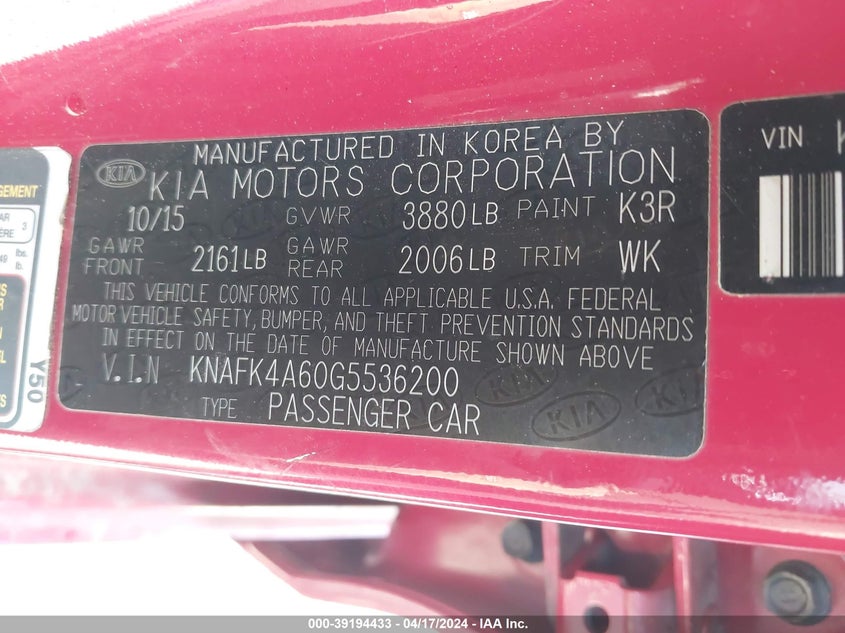 MANUFACTURED IN KOREA BY
KIA KIA MOTORS CORPORATION
10/15 GVWR 3880LB PAINT K3R
GAWR FRONT 2161LB GAWR REAR 2006LB TRIM WK
THIS VEHICLE CONFORMS TO ALL APPLICABLE U.S.A. FEDERAL
MOTOR VEHICLE SAFETY, BUMPER, AND THEFT PREVENTION STANDARDS
IN EFFECT ON THE DATE OF MANUFACTURE SHOWN ABOVE
V.I.N KNAFK4A60G5536200
TYPE PASSENGER CAR
VIN K
Y50
000-39194433 - 04/17/2024 - IAA Inc.